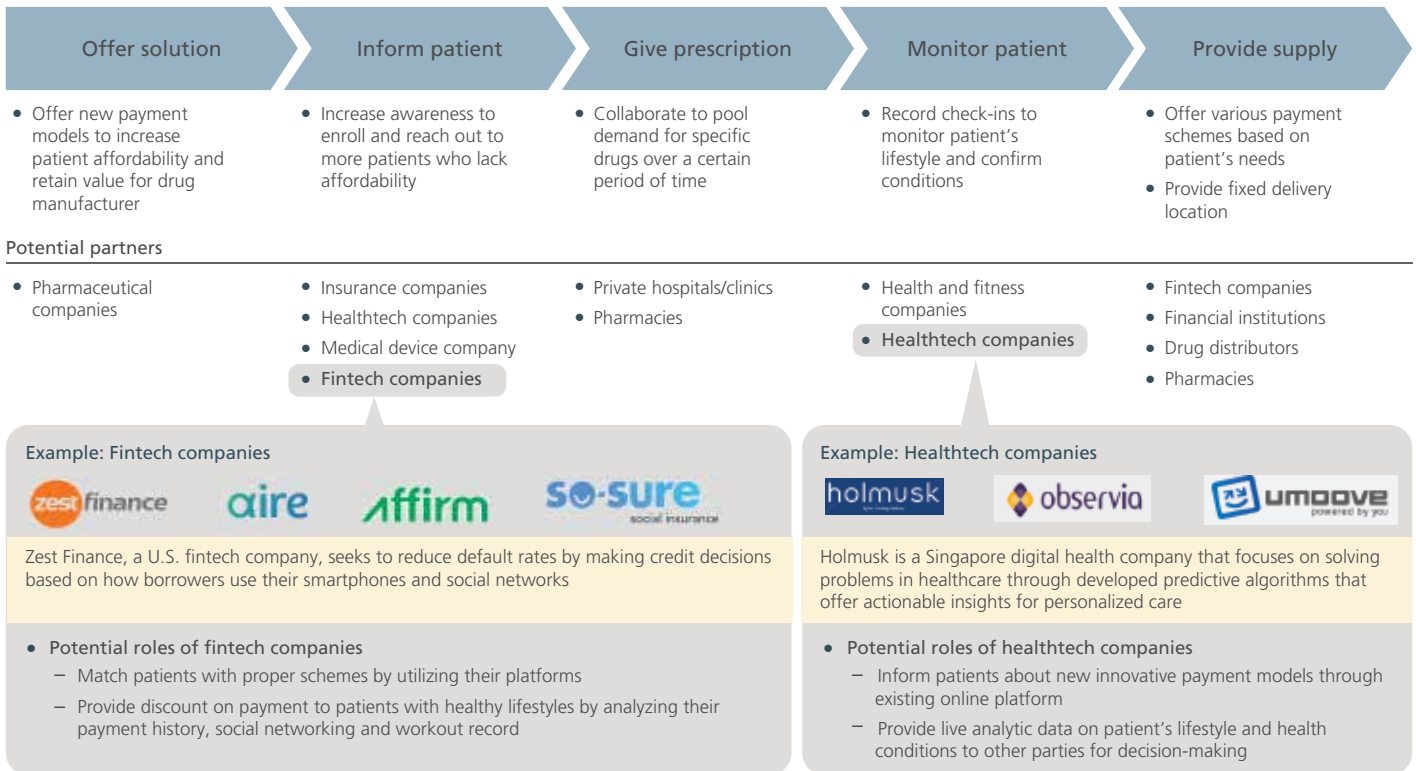 Offer solution
Inform patient
Give prescription
Monitor patient
Provide supply
• Offer new payment
models to increase
patient affordability and
retain value for drug
manufacturer
• Increase awareness to
enroll and reach out to
more patients who lack
affordability
• Collaborate to pool
demand for specific
drugs over a certain
period of time
• Record check-ins to
monitor patient's
lifestyle and confirm
conditions
• Offer various payment
schemes based on
patient's needs
• Provide fixed delivery
location
Potential partners
• Pharmaceutical
companies
• Insurance companies
• Healthtech companies
• Medical device company
• Fintech companies
• Private hospitals/clinics
• Pharmacies
• Health and fitness
companies
• Healthtech companies
• Fintech companies
• Financial institutions
• Drug distributors
• Pharmacies
Example: Fintech companies
zest finance
aire
affirm
so-sure
social insurance
Zest Finance, a U.S. fintech company, seeks to reduce default rates by making credit decisions
based on how borrowers use their smartphones and social networks
• Potential roles of fintech companies
– Match patients with proper schemes by utilizing their platforms
– Provide discount on payment to patients with healthy lifestyles by analyzing their
payment history, social networking and workout record
Example: Healthtech companies
holmusk
observia
umoove
powered by you
Holmusk is a Singapore digital health company that focuses on solving
problems in healthcare through developed predictive algorithms that
offer actionable insights for personalized care
• Potential roles of healthtech companies
– Inform patients about new innovative payment models through
existing online platform
– Provide live analytic data on patient's lifestyle and health
conditions to other parties for decision-making